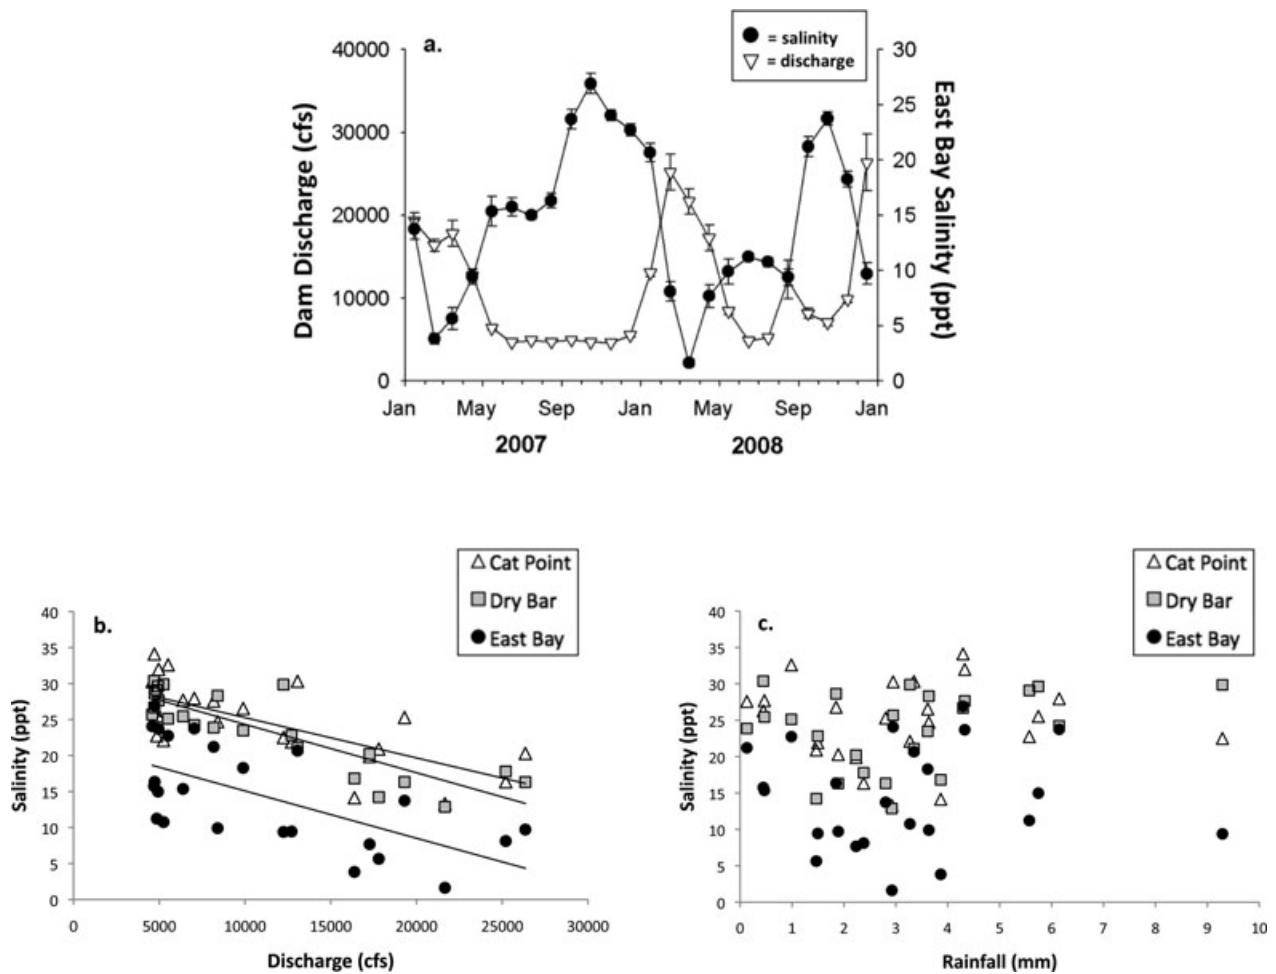 a.
= salinity
= discharge
40000
30000
20000
10000
0
Dam Discharge (cfs)
30
25
20
15
10
5
0
East Bay Salinity (ppt)
Jan May Sep Jan May Sep Jan
2007 2008
b.
Cat Point
Dry Bar
East Bay
40
35
30
25
20
15
10
5
0
Salinity (ppt)
0 5000 10000 15000 20000 25000 30000
Discharge (cfs)
c.
Cat Point
Dry Bar
East Bay
40
35
30
25
20
15
10
5
0
Salinity (ppt)
0 1 2 3 4 5 6 7 8 9 10
Rainfall (mm)